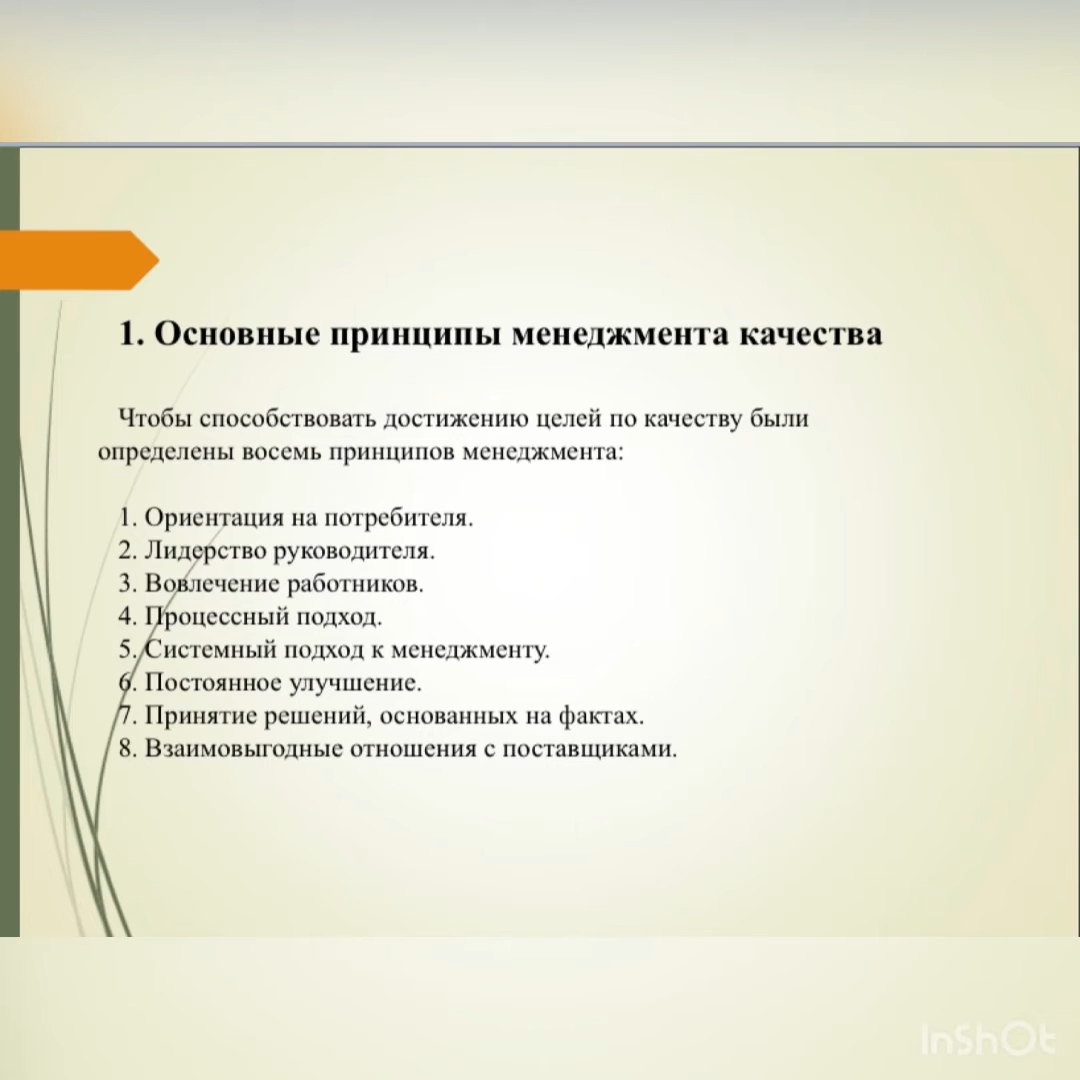 1. Основные принципы менеджмента качества
Чтобы способствовать достижению целей по качеству были
определены восемь принципов менеджмента:
1. Ориентация на потребителя.
2. Лидерство руководителя.
3. Вовлечение работников.
4. Процессный подход.
5. Системный подход к менеджменту.
6. Постоянное улучшение.
7. Принятие решений, основанных на фактах.
8. Взаимовыгодные отношения с поставщиками.
InShOt